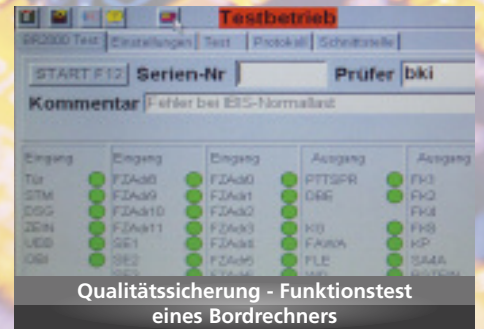 Testbetrieb
BR2000 Test Einstellungen Test Protokoll Schnittstelle
START F12 Serien-Nr Prüfer bki
Kommentar Fehler bei IBIS-Normallast
Eingang Eingang Eingang Ausgang Ausgang
Tür FZAdr8 FZAdr0 PTTSPR FK1
STM FZAdr9 FZAdr1 DBE FK2
DSG FZAdr10 FZAdr2 FK4
ZEIN FZAdr11 FZAdr3 KG FK8
UBB SE1 FZAdr4 FAWA KP
OBI SE2 FZAdr5 FLE SA4A
Qualitätssicherung - Funktionstest
eines Bordrechners